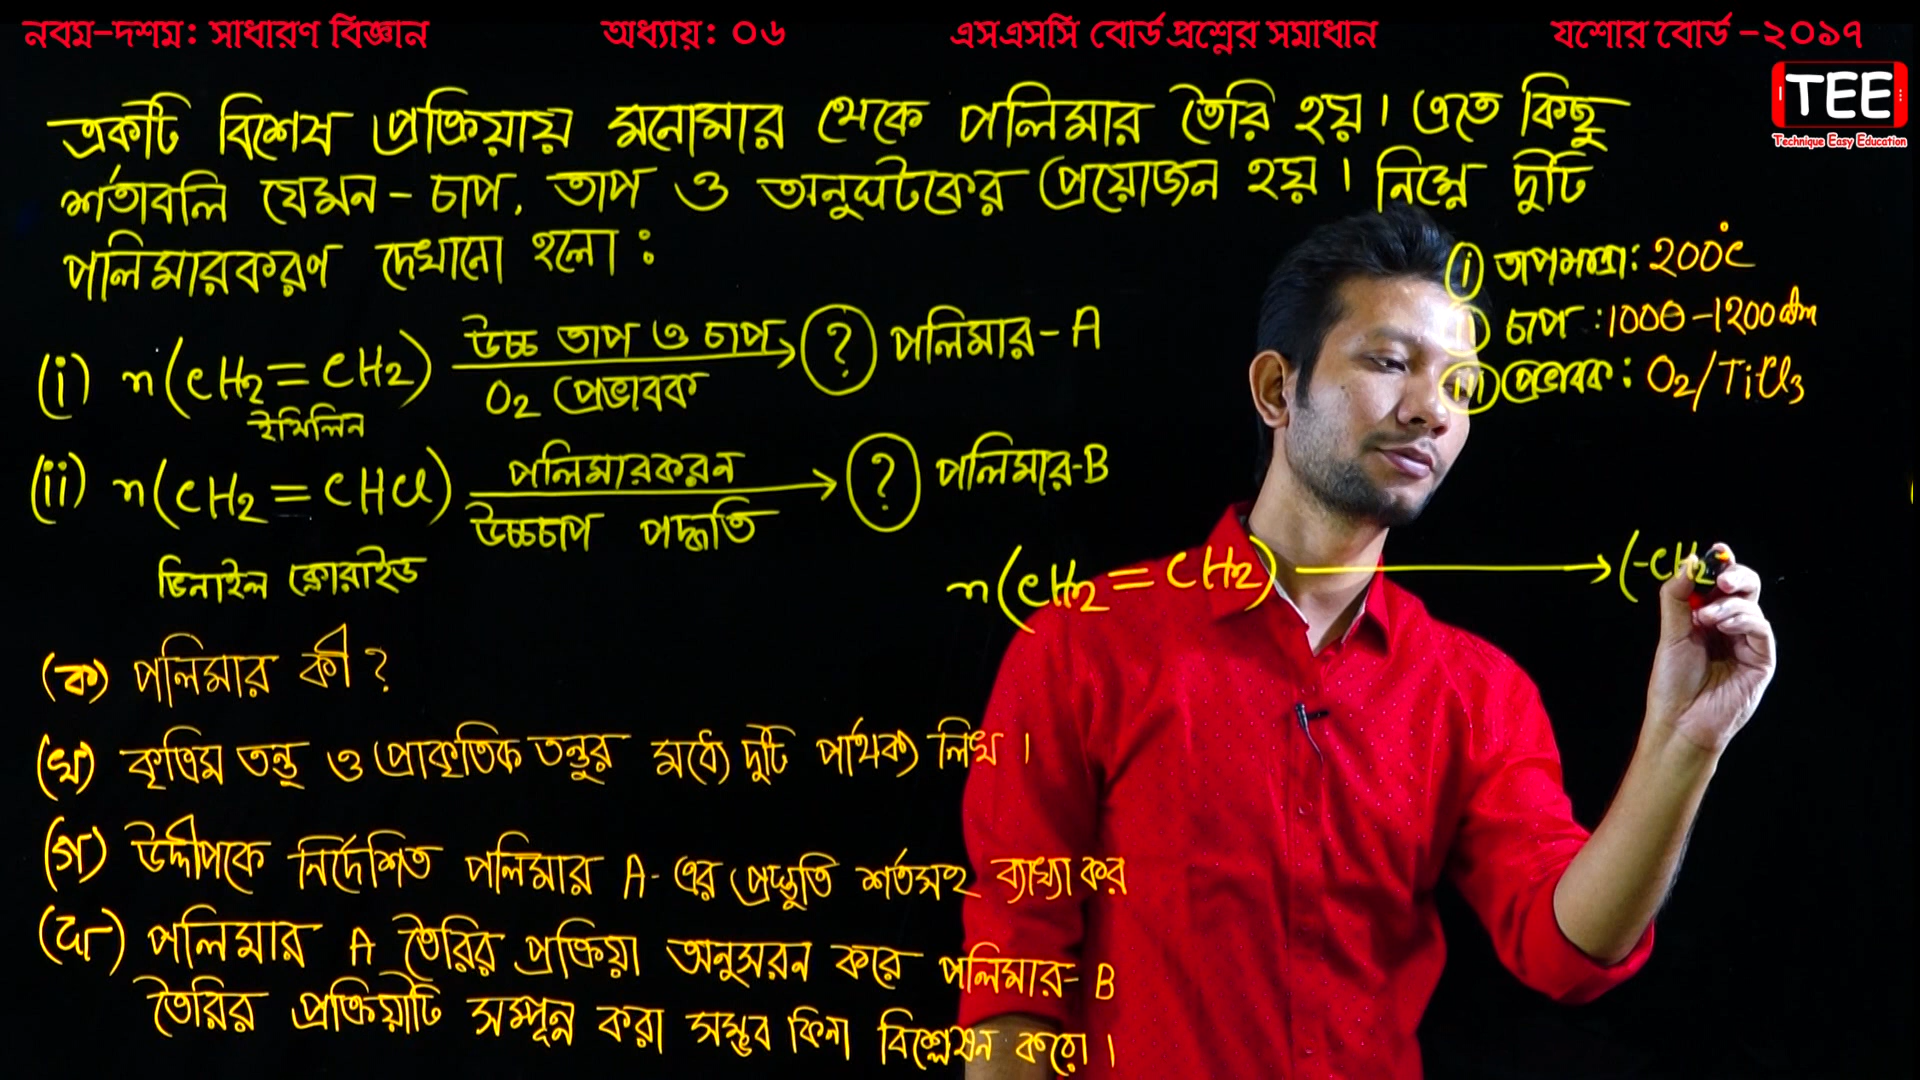 নবম-দশম: সাধারণ বিজ্ঞান
অধ্যায়: ০৬
এসএসসি বোর্ড প্রশ্নের সমাধান
যশোর বোর্ড -২০১৭
TEE
Technique Easy Education
একটি বিশেষ প্রক্রিয়ায় মনোমার থেকে পলিমার তৈরি হয়। এতে কিছু
শর্তাবলি যেমন - চাপ, তাপ ও অনুঘটকের প্রয়োজন হয়। নিম্নে দুটি
পলিমারকরণ দেখানো হলো :
(i) n(CH₂=CH₂) উচ্চ তাপ ও চাপ O₂ প্রভাবক → (?) পলিমার-A
ইথিলিন
(ii) n(CH₂=CHCl) পলিমারকরন উচ্চচাপ পদ্ধতি → (?) পলিমার-B
ভিনাইল ক্লোরাইড
(i) তাপমাত্রা: 200°C
চাপ : 1000-1200 atm
(iii) প্রভাবক : O₂/TiCl₃
n(CH₂=CH₂) → (-CH₂
(ক) পলিমার কী ?
(খ) কৃত্রিম তন্তু ও প্রাকৃতিক তন্তুর মধ্যে দুটি পার্থক্য লিখ ।
(গ) উদ্দীপকে নির্দেশিত পলিমার A-এর প্রস্তুতি শর্তসহ ব্যাখ্যা কর
(ঘ) পলিমার A তৈরির প্রক্রিয়া অনুসরন করে পলিমার-B
তৈরির প্রক্রিয়াটি সম্পূন্ন করা সম্ভব কিনা বিশ্লেষন করো ।